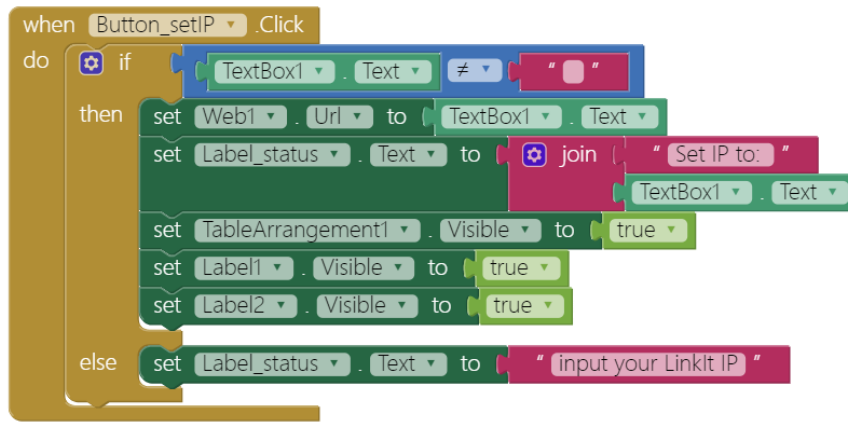 when Button_setIP .Click
do if TextBox1 . Text ≠ " "
then set Web1 . Url to TextBox1 . Text
set Label_status . Text to join " Set IP to: "
TextBox1 . Text
set TableArrangement1 . Visible to true
set Label1 . Visible to true
set Label2 . Visible to true
else set Label_status . Text to " input your LinkIt IP "